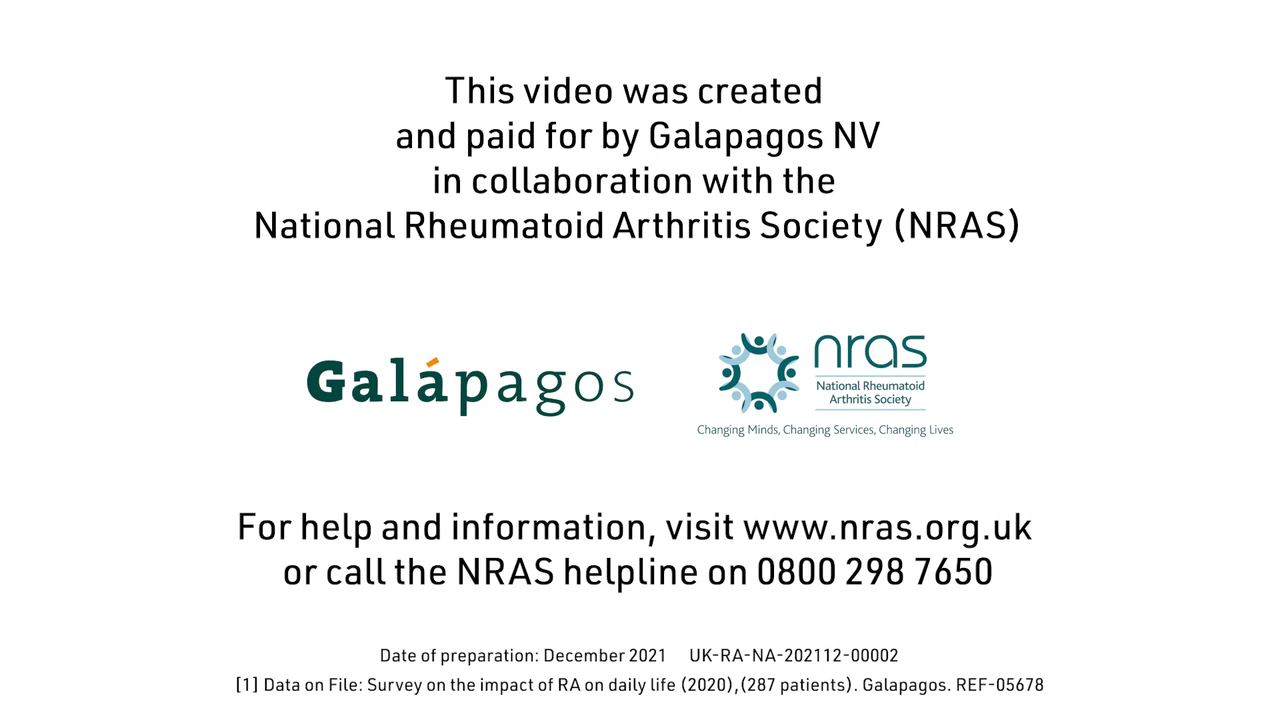 This video was created
and paid for by Galapagos NV
in collaboration with the
National Rheumatoid Arthritis Society (NRAS)
Galápagos
nras
National Rheumatoid
Arthritis Society
Changing Minds, Changing Services, Changing Lives
For help and information, visit www.nras.org.uk
or call the NRAS helpline on 0800 298 7650
Date of preparation: December 2021 UK-RA-NA-202112-00002
[1] Data on File: Survey on the impact of RA on daily life (2020),(287 patients). Galapagos. REF-05678